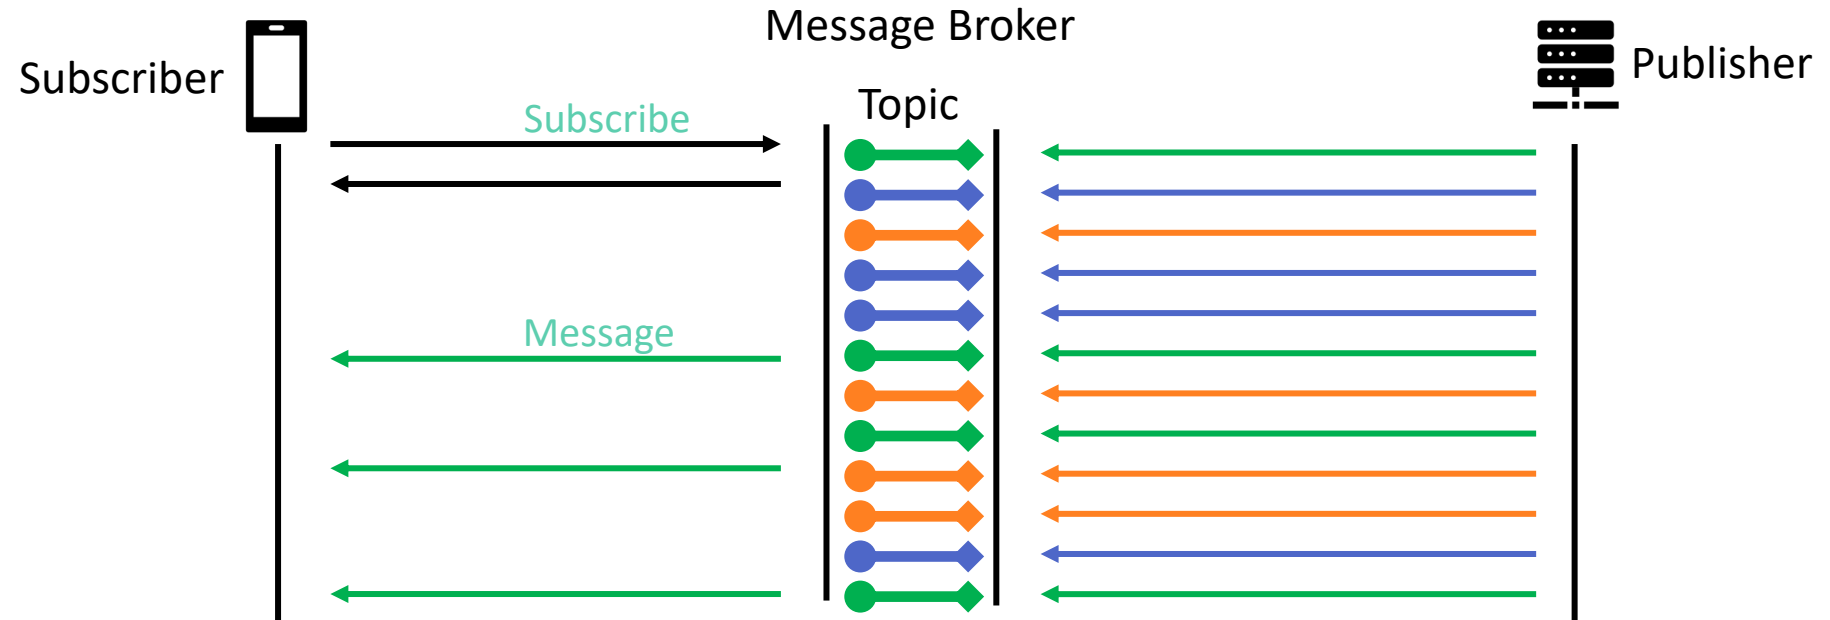 Message Broker
Subscriber
Publisher
Topic
Subscribe
Message